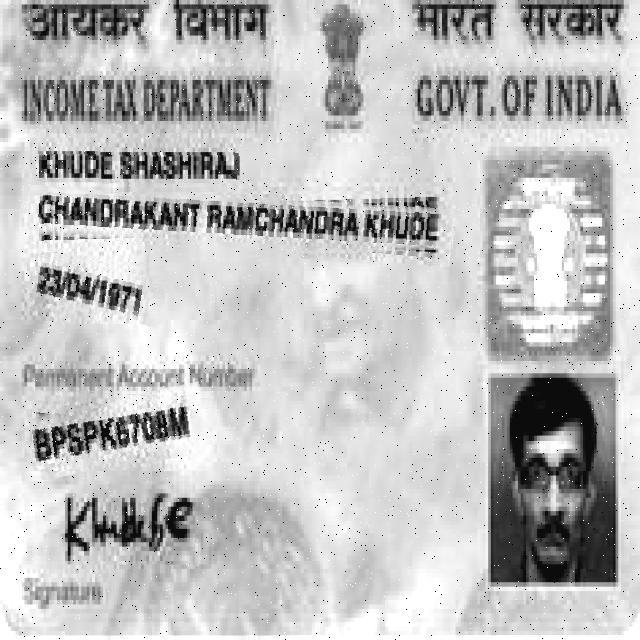 आयकर विभाग भारत सरकार
INCOME TAX DEPARTMENT GOVT. OF INDIA
KHUDE SHASHIRAJ
CHANDRAKANT RAMCHANDRA KHUDE
23/04/1971
Permanent Account Number
BPSPK6708M
Signature